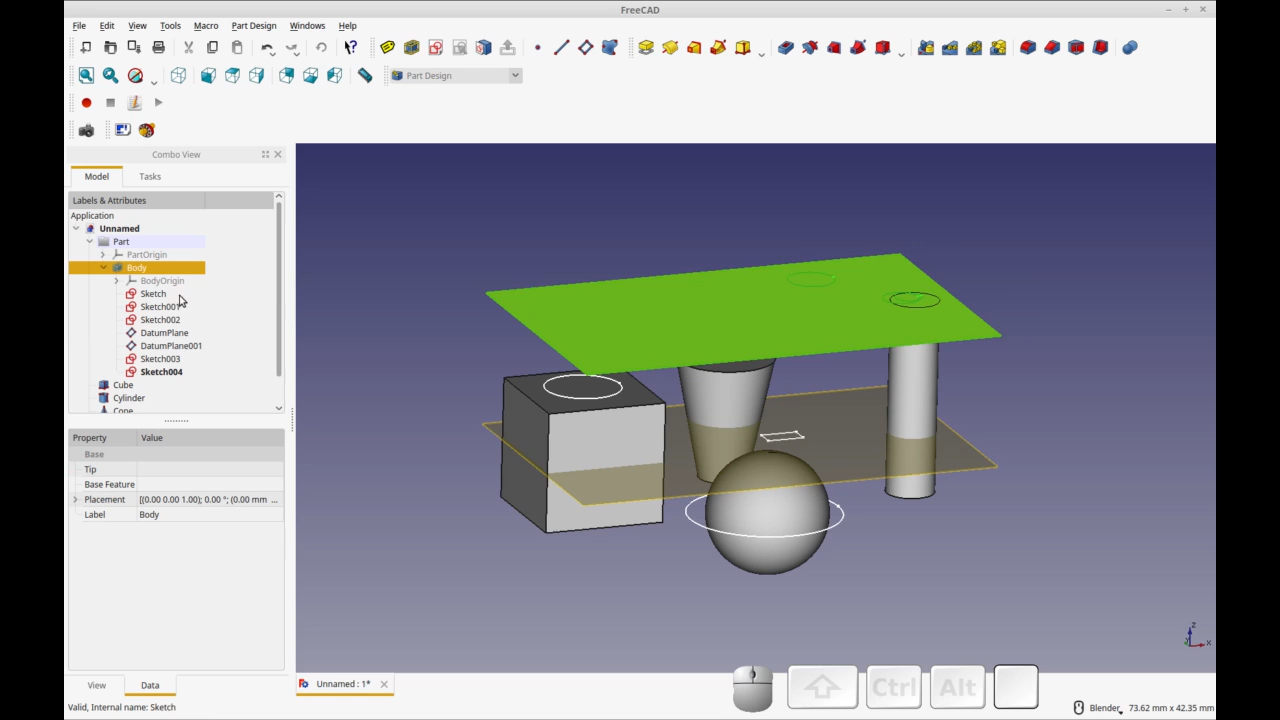 FreeCAD
File Edit View Tools Macro Part Design Windows Help
Part Design
Combo View
Model Tasks
Labels & Attributes
Application
Unnamed
Part
PartOrigin
Body
BodyOrigin
Sketch
Sketch001
Sketch002
DatumPlane
DatumPlane001
Sketch003
Sketch004
Cube
Cylinder
Cone
Property Value
Base
Tip
Base Feature
Placement [(0.00 0.00 1.00); 0.00 °; (0.00 mm ...
Label Body
View Data
Unnamed : 1*
Ctrl Alt
Valid, Internal name: Sketch
Blender 73.62 mm x 42.35 mm
Z
X